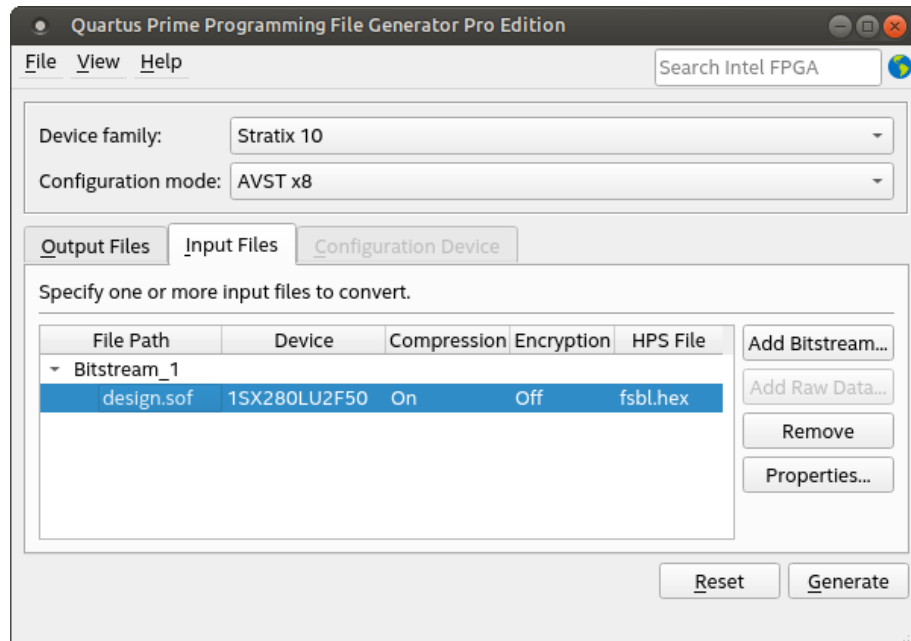 Quartus Prime Programming File Generator Pro Edition
File View Help Search Intel FPGA
Device family: Stratix 10
Configuration mode: AVST x8
Output Files Input Files Configuration Device
Specify one or more input files to convert.
File Path Device Compression Encryption HPS File Add Bitstream...
Bitstream_1
Add Raw Data...
design.sof 1SX280LU2F50 On Off fsbl.hex
Remove
Properties...
Reset Generate